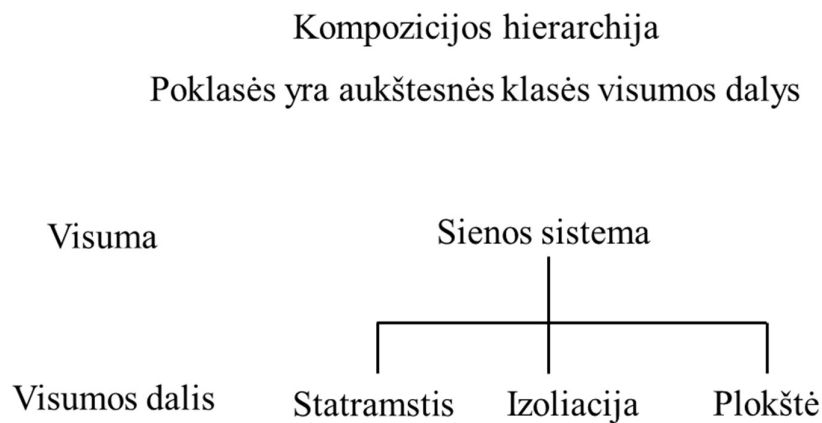 Kompozicijos hierarchija
Poklasės yra aukštesnės klasės visumos dalys
Visuma Sienos sistema
Visumos dalis Statramstis Izoliacija Plokštė